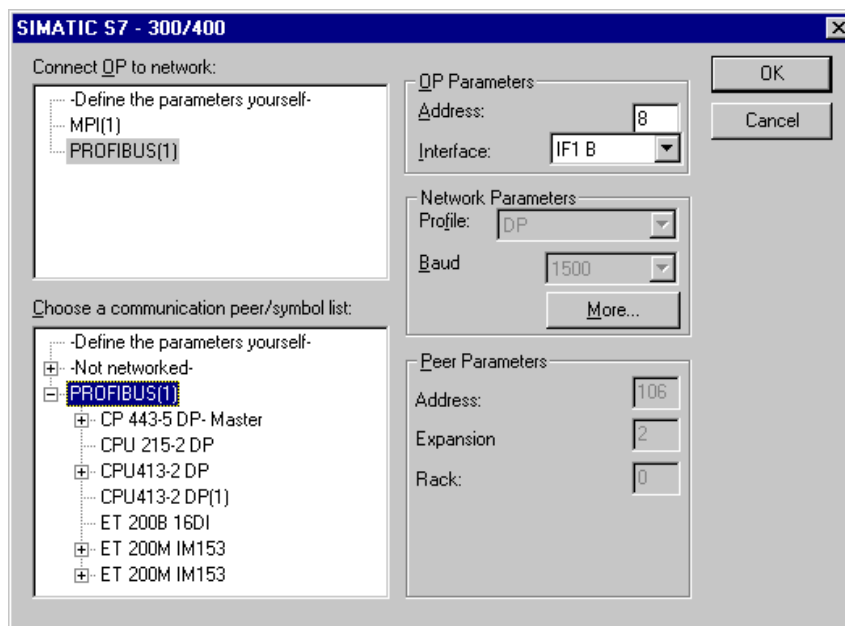 SIMATIC S7 - 300/400
Connect OP to network:
-Define the parameters yourself-
MPI(1)
PROFIBUS(1)
Choose a communication peer/symbol list:
-Define the parameters yourself-
-Not networked-
PROFIBUS(1)
CP 443-5 DP- Master
CPU 215-2 DP
CPU413-2 DP
CPU413-2 DP(1)
ET 200B 16DI
ET 200M IM153
ET 200M IM153
OP Parameters
Address: 8
Interface: IF1 B
Network Parameters
Profile: DP
Baud 1500
More...
Peer Parameters
Address: 106
Expansion 2
Rack: 0
OK
Cancel